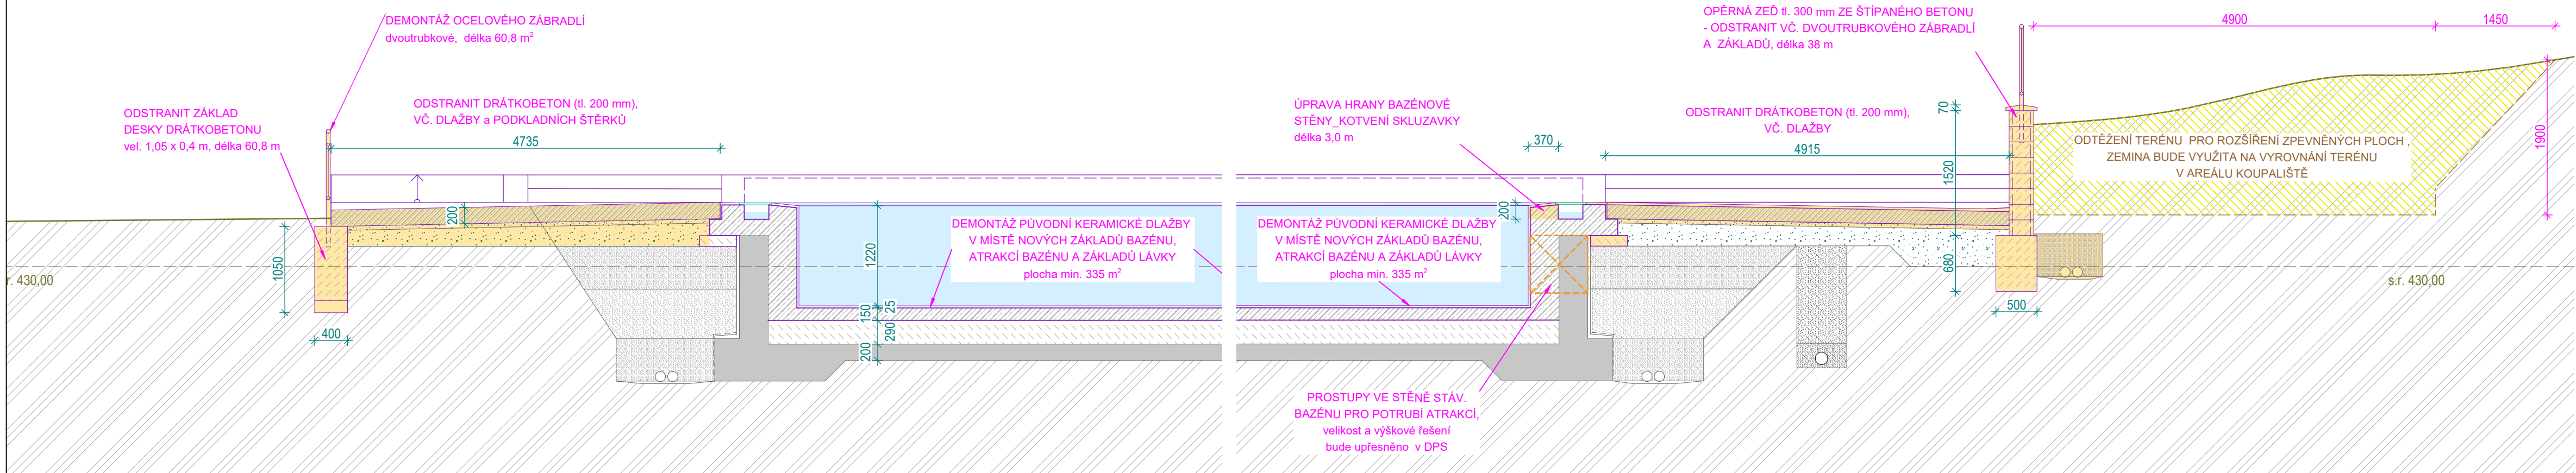 DEMONTÁŽ OCELOVÉHO ZÁBRADLÍ
dvoutrubkové, délka 60,8 m²
ODSTRANIT ZÁKLAD
DESKY DRÁTKOBETONU
vel. 1,05 x 0,4 m, délka 60,8 m
ODSTRANIT DRÁTKOBETON (tl. 200 mm),
VČ. DLAŽBY a PODKLADNÍCH ŠTĚRKŮ
4735
200
1050
400
r. 430,00
1220
25
150
290
200
DEMONTÁŽ PŮVODNÍ KERAMICKÉ DLAŽBY
V MÍSTĚ NOVÝCH ZÁKLADŮ BAZÉNU,
ATRAKCÍ BAZÉNU A ZÁKLADŮ LÁVKY
plocha min. 335 m²
DEMONTÁŽ PŮVODNÍ KERAMICKÉ DLAŽBY
V MÍSTĚ NOVÝCH ZÁKLADŮ BAZÉNU,
ATRAKCÍ BAZÉNU A ZÁKLADŮ LÁVKY
plocha min. 335 m²
ÚPRAVA HRANY BAZÉNOVÉ
STĚNY_KOTVENÍ SKLUZAVKY
délka 3,0 m
370
200
PROSTUPY VE STĚNĚ STÁV.
BAZÉNU PRO POTRUBÍ ATRAKCÍ,
velikost a výškové řešení
bude upřesněno v DPS
ODSTRANIT DRÁTKOBETON (tl. 200 mm),
VČ. DLAŽBY
4915
OPĚRNÁ ZEĎ tl. 300 mm ZE ŠTÍPANÉHO BETONU
- ODSTRANIT VČ. DVOUTRUBKOVÉHO ZÁBRADLÍ
A ZÁKLADŮ, délka 38 m
70
1520
680
500
4900
1450
1900
ODTĚŽENÍ TERÉNU PRO ROZŠÍŘENÍ ZPEVNĚNÝCH PLOCH ,
ZEMINA BUDE VYUŽITA NA VYROVNÁNÍ TERÉNU
V AREÁLU KOUPALIŠTĚ
s.r. 430,00